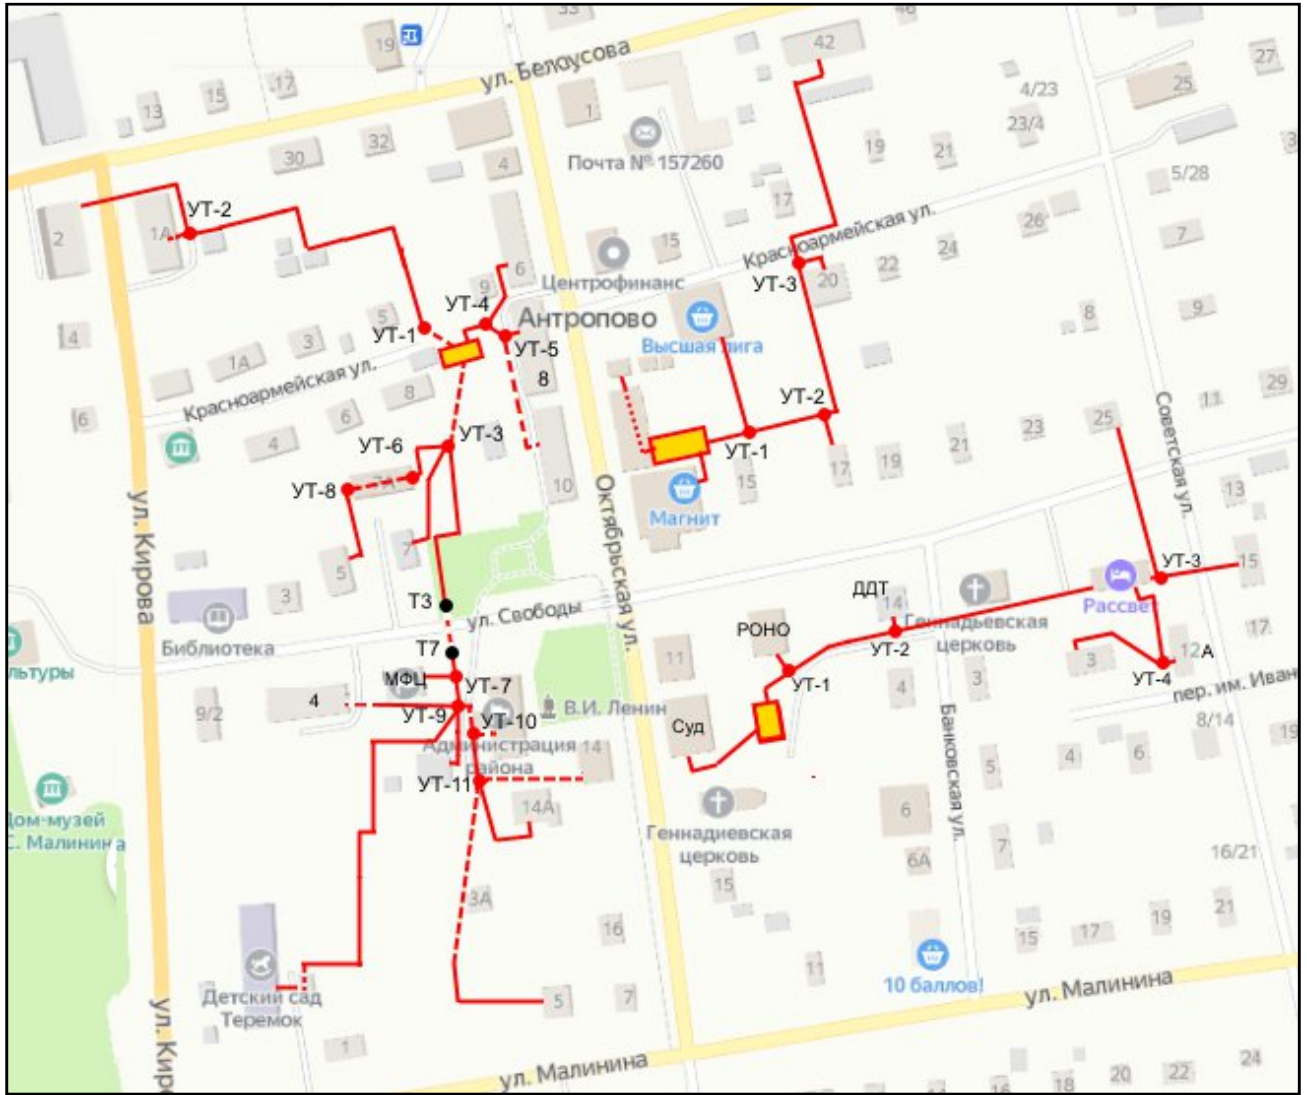 33
46
19
42
ул. Белоусова
27
25
17
15
13
4/23
1
32
30
4
Почта № 157260
23/4
19
21
5/28
17
УТ-2
2
1А
26
7
Красноармейская ул.
15
24
22
6
9
Центрофинанс
УТ-3
20
УТ-4
5
Антропово
9
8
УТ-1
4
3
УТ-5
Высшая лига
1А
8
Красноармейская ул.
8
29
11
6
6
УТ-2
25
23
Советская ул.
4
УТ-6
УТ-3
УТ-1
21
19
17
УТ-8
10
15
13
Магнит
ул. Кирова
Октябрьская ул.
7
5
3
15
УТ-3
Рассвет
Т3
ул. Свободы
ДДТ
14
Геннадьевская
церковь
Библиотека
РОНО
17
УТ-2
Т7
11
12 А
3
льтуры
МФЦ
УТ-7
УТ-1
УТ-4
4
3
пер. им. Иван
4
9/2
УТ-9
В.И. Ленин
УТ-10
Суд
8/14
19
Администрация
района
14
Банковская ул.
4
6
5
УТ-11
14А
Дом-музей
С. Малинина
6
Геннадиевская
церковь
7
6А
16/21
15
3А
21
19
17
15
16
11
10 баллов!
Детский сад
Теремок
5
7
ул. Малинина
ул. Кир
1
ул. Малинина
24
22
20
18
16